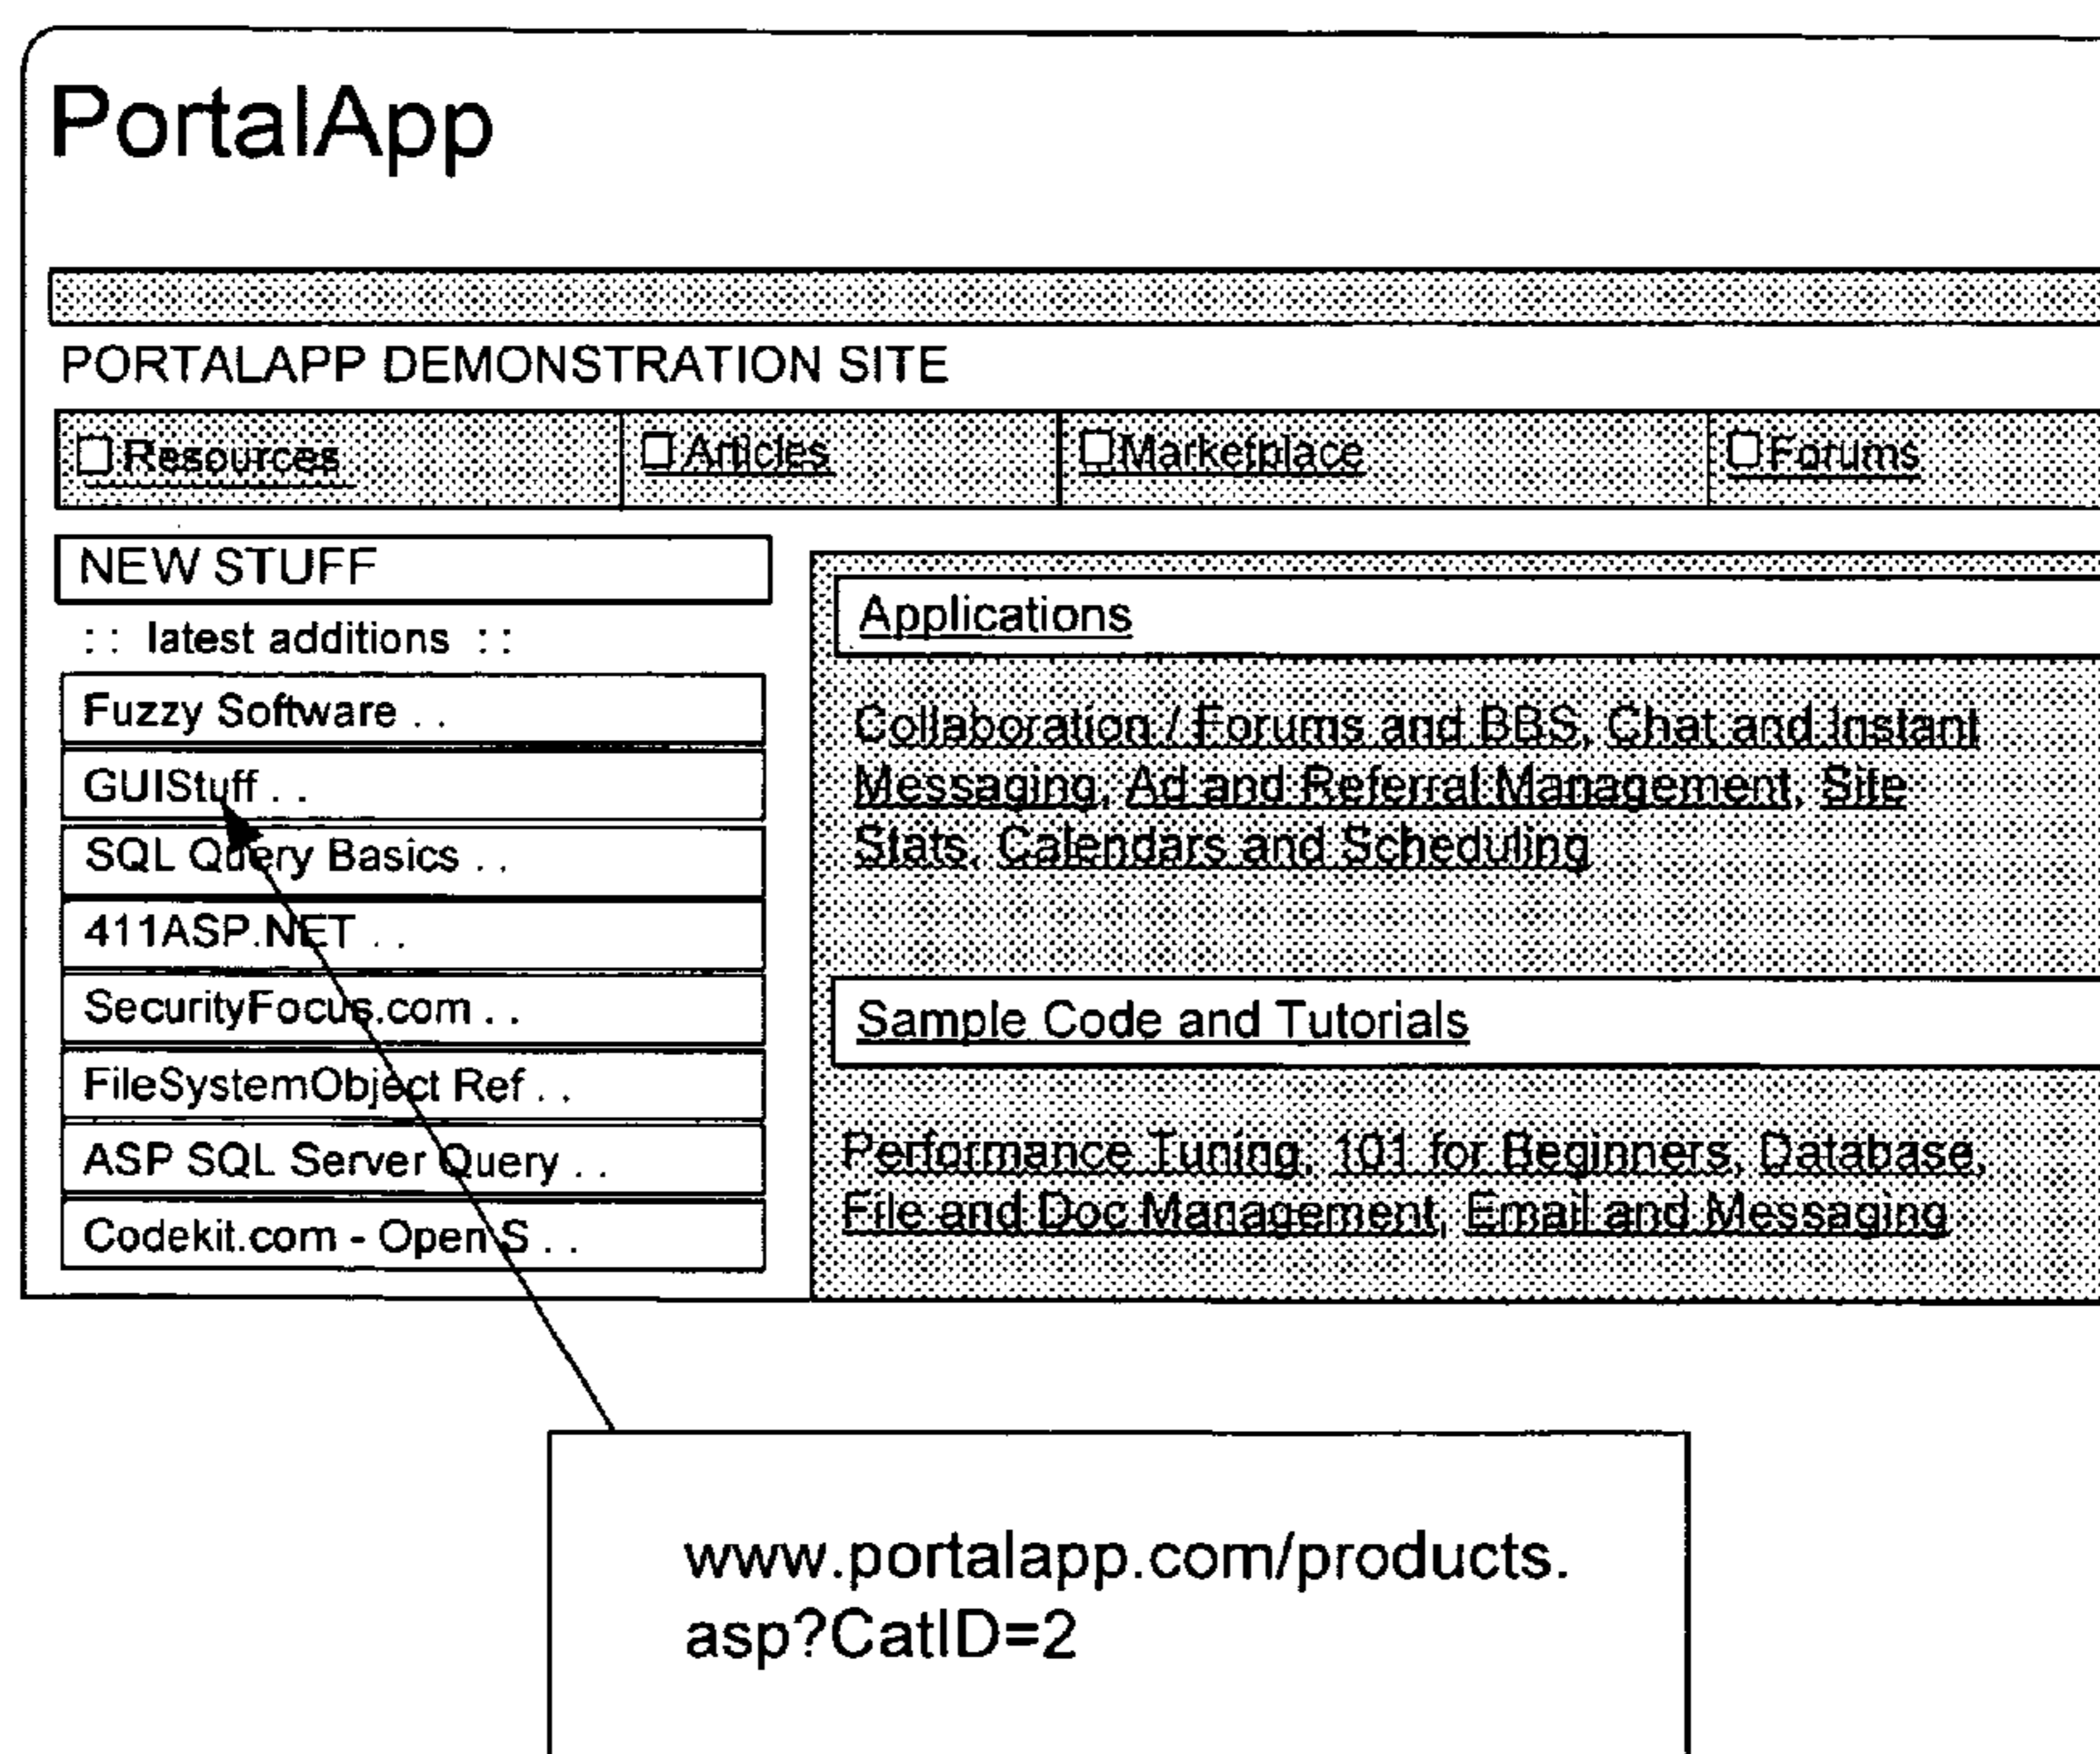 PortalApp
PORTALAPP DEMONSTRATION SITE
Resources
Articles
Marketplace
Forums
NEW STUFF
:: latest additions ::
Fuzzy Software . .
GUIStuff . .
SQL Query Basics . .
411ASP.NET . .
SecurityFocus.com . .
FileSystemObject Ref . .
ASP SQL Server Query . .
Codekit.com - Open S . .
Applications
Collaboration / Forums and BBS, Chat and Instant
Messaging, Ad and Referral Management, Site
Stats, Calendars and Scheduling
Sample Code and Tutorials
Performance Tuning, 101 for Beginners, Database,
File and Doc Management, Email and Messaging
www.portalapp.com/products.
asp?CatID=2